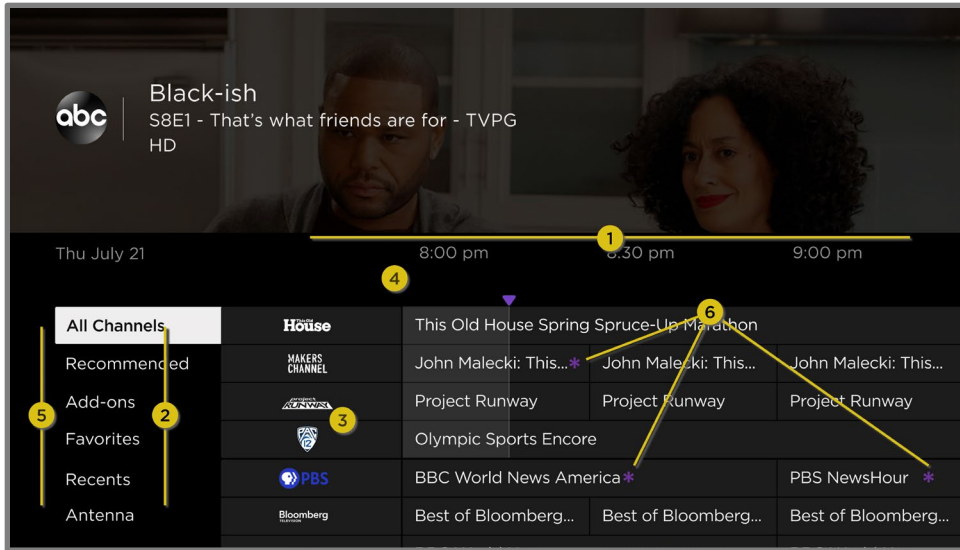 abc
Black-ish
S8E1 - That's what friends are for - TVPG
HD
1
Thu July 21 8:00 pm 8:30 pm 9:00 pm
4
6
All Channels This Old House This Old House Spring Spruce-Up Marathon
Recommended MAKERS CHANNEL John Malecki: This...* John Malecki: This... John Malecki: This...
5 Add-ons 2 project RUNWAY 3 Project Runway Project Runway Project Runway
Favorites PAC 12 Olympic Sports Encore
Recents PBS BBC World News America* PBS NewsHour *
Antenna Bloomberg TELEVISION Best of Bloomberg... Best of Bloomberg... Best of Bloomberg...